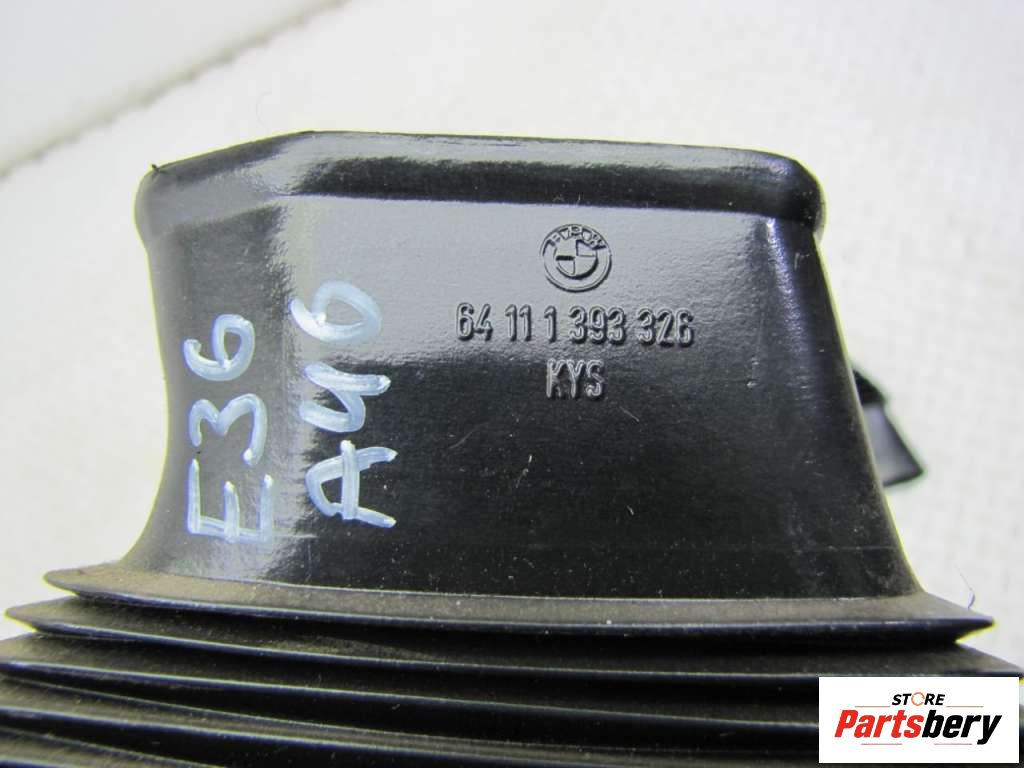 BMW
64 11 1 393 326
KYS
E36
A46
STORE
Partsbery